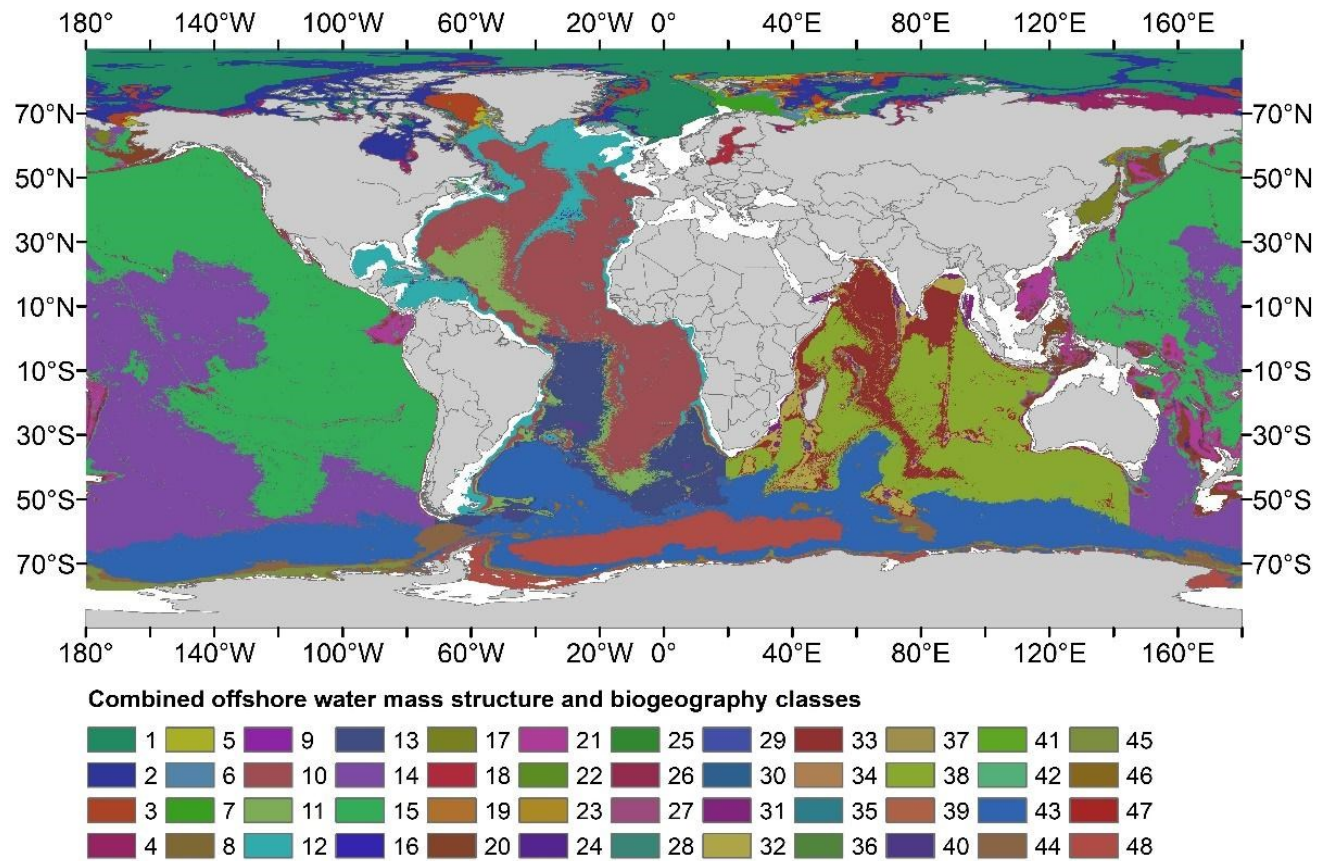 180° 140°W 100°W 60°W 20°W 0° 40°E 80°E 120°E 160°E
70°N 70°N
50°N 50°N
30°N 30°N
10°N 10°N
10°S 10°S
30°S 30°S
50°S 50°S
70°S 70°S
180° 140°W 100°W 60°W 20°W 0° 40°E 80°E 120°E 160°E
Combined offshore water mass structure and biogeography classes
1 5 9 13 17 21 25 29 33 37 41 45
2 6 10 14 18 22 26 30 34 38 42 46
3 7 11 15 19 23 27 31 35 39 43 47
4 8 12 16 20 24 28 32 36 40 44 48